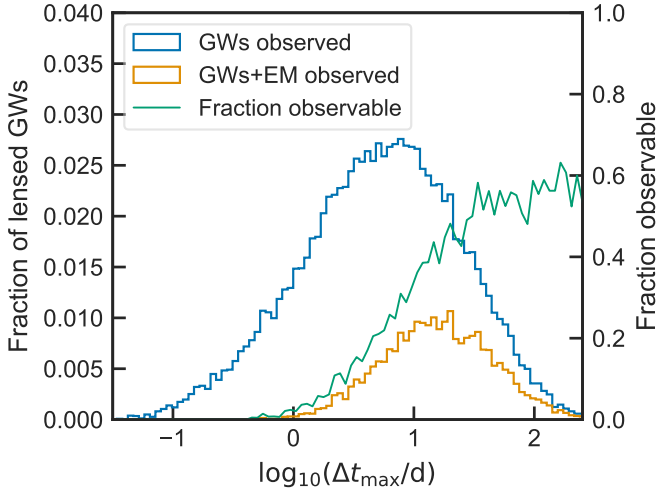 0.040
0.035
0.030
0.025
0.020
0.015
0.010
0.005
0.000
Fraction of lensed GWs
GWs observed
GWs+EM observed
Fraction observable
1.0
0.8
0.6
0.4
0.2
0.0
Fraction observable
−1 0 1 2
log₁₀(Δt_max/d)